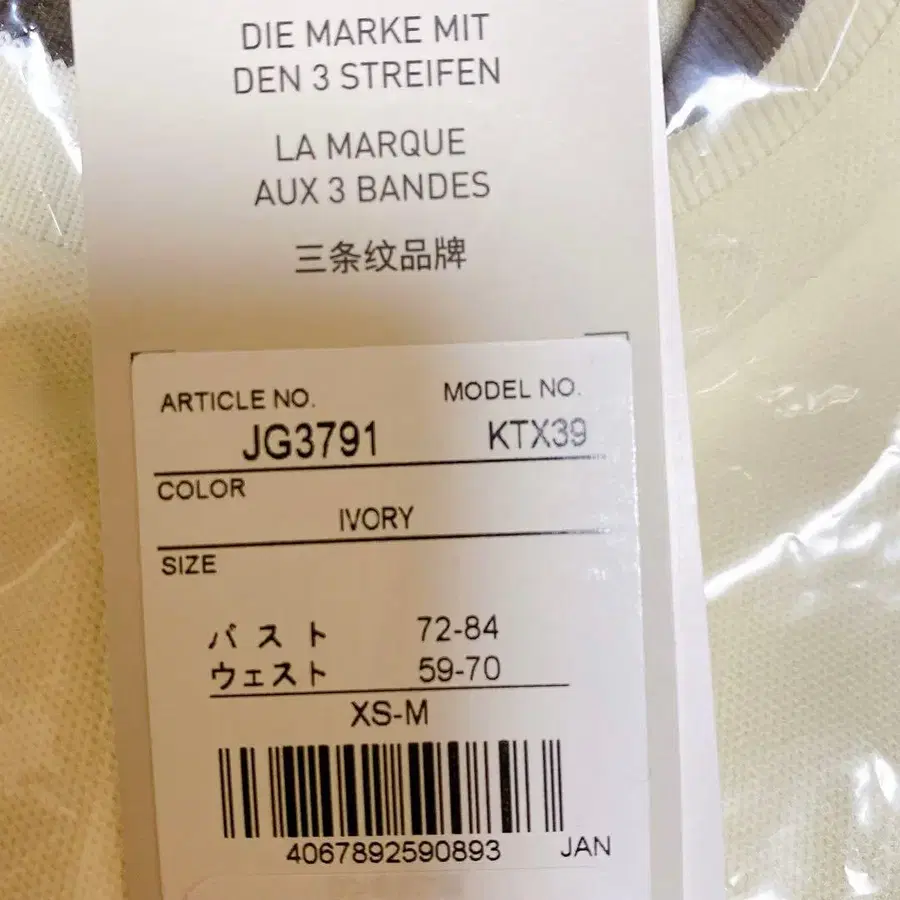 DIE MARKE MIT
DEN 3 STREIFEN
LA MARQUE
AUX 3 BANDES
三条纹品牌
ARTICLE NO. MODEL NO.
JG3791 KTX39
COLOR
IVORY
SIZE
バスト 72-84
ウェスト 59-70
XS-M
4067892590893 JAN